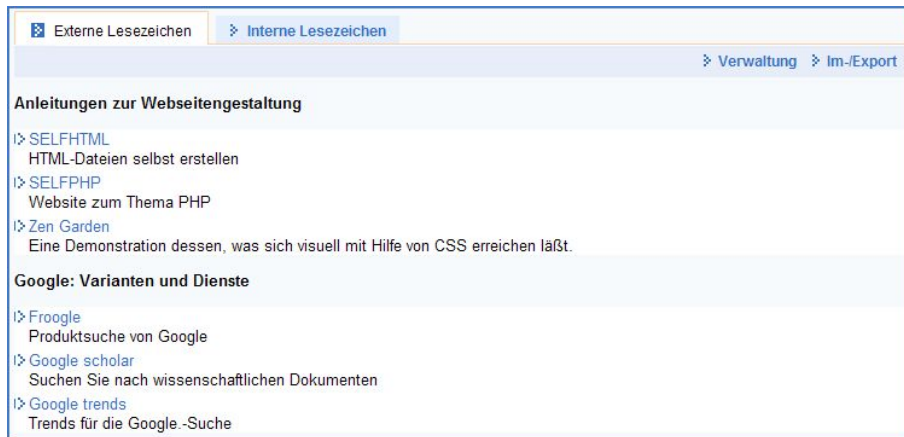 Externe Lesezeichen Interne Lesezeichen
Verwaltung Im-/Export
Anleitungen zur Webseitengestaltung
SELFHTML
HTML-Dateien selbst erstellen
SELFPHP
Website zum Thema PHP
Zen Garden
Eine Demonstration dessen, was sich visuell mit Hilfe von CSS erreichen läßt.
Google: Varianten und Dienste
Froogle
Produktsuche von Google
Google scholar
Suchen Sie nach wissenschaftlichen Dokumenten
Google trends
Trends für die Google.-Suche